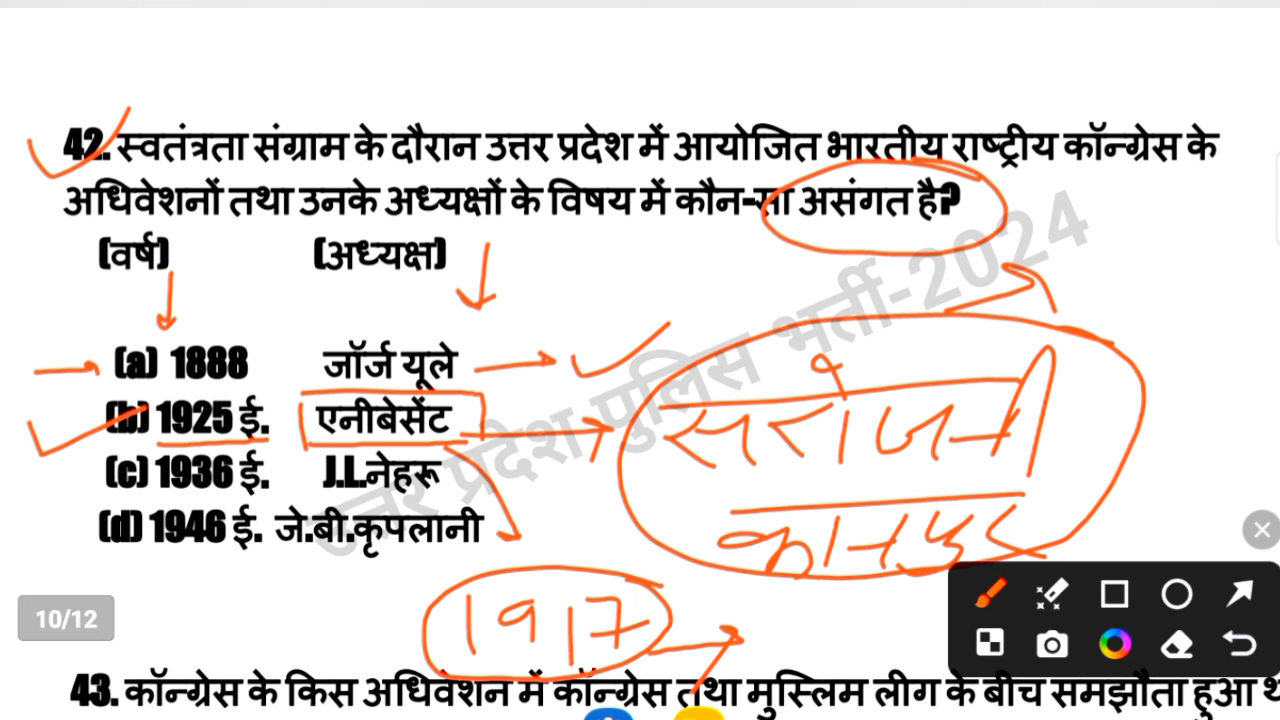 42. स्वतंत्रता संग्राम के दौरान उत्तर प्रदेश में आयोजित भारतीय राष्ट्रीय कॉन्ग्रेस के
अधिवेशनों तथा उनके अध्यक्षों के विषय में कौन-सा असंगत है?
(वर्ष) (अध्यक्ष)
(a) 1888 जॉर्ज यूले
(b) 1925 ई. एनीबेसेंट
(c) 1936 ई. J.L.नेहरू
(d) 1946 ई. जे.बी.कृपलानी
सरोजनी
कानपुर
उत्तर प्रदेश पुलिस भर्ती-2024
1917
10/12
43. कॉन्ग्रेस के किस अधिवेशन में कॉन्ग्रेस तथा मुस्लिम लीग के बीच समझौता हुआ